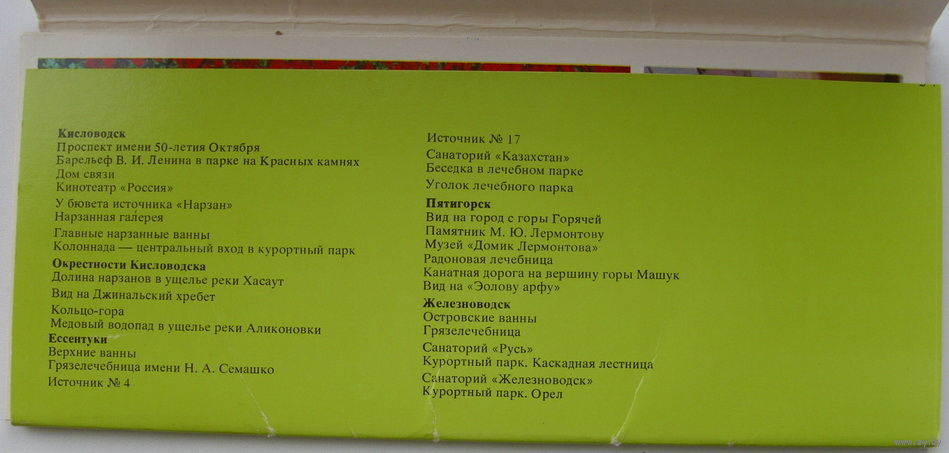 Кисловодск
Проспект имени 50-летия Октября
Барельеф В. И. Ленина в парке на Красных камнях
Дом связи
Кинотеатр «Россия»
У бювета источника «Нарзан»
Нарзанная галерея
Главные нарзанные ванны
Колоннада — центральный вход в курортный парк
Окрестности Кисловодска
Долина нарзанов в ущелье реки Хасаут
Вид на Джинальский хребет
Кольцо-гора
Медовый водопад в ущелье реки Аликоновки
Ессентуки
Верхние ванны
Грязелечебница имени Н. А. Семашко
Источник № 4
Источник № 17
Санаторий «Казахстан»
Беседка в лечебном парке
Уголок лечебного парка
Пятигорск
Вид на город с горы Горячей
Памятник М. Ю. Лермонтову
Музей «Домик Лермонтова»
Радоновая лечебница
Канатная дорога на вершину горы Машук
Вид на «Эолову арфу»
Железноводск
Островские ванны
Грязелечебница
Санаторий «Русь»
Курортный парк. Каскадная лестница
Санаторий «Железноводск»
Курортный парк. Орел